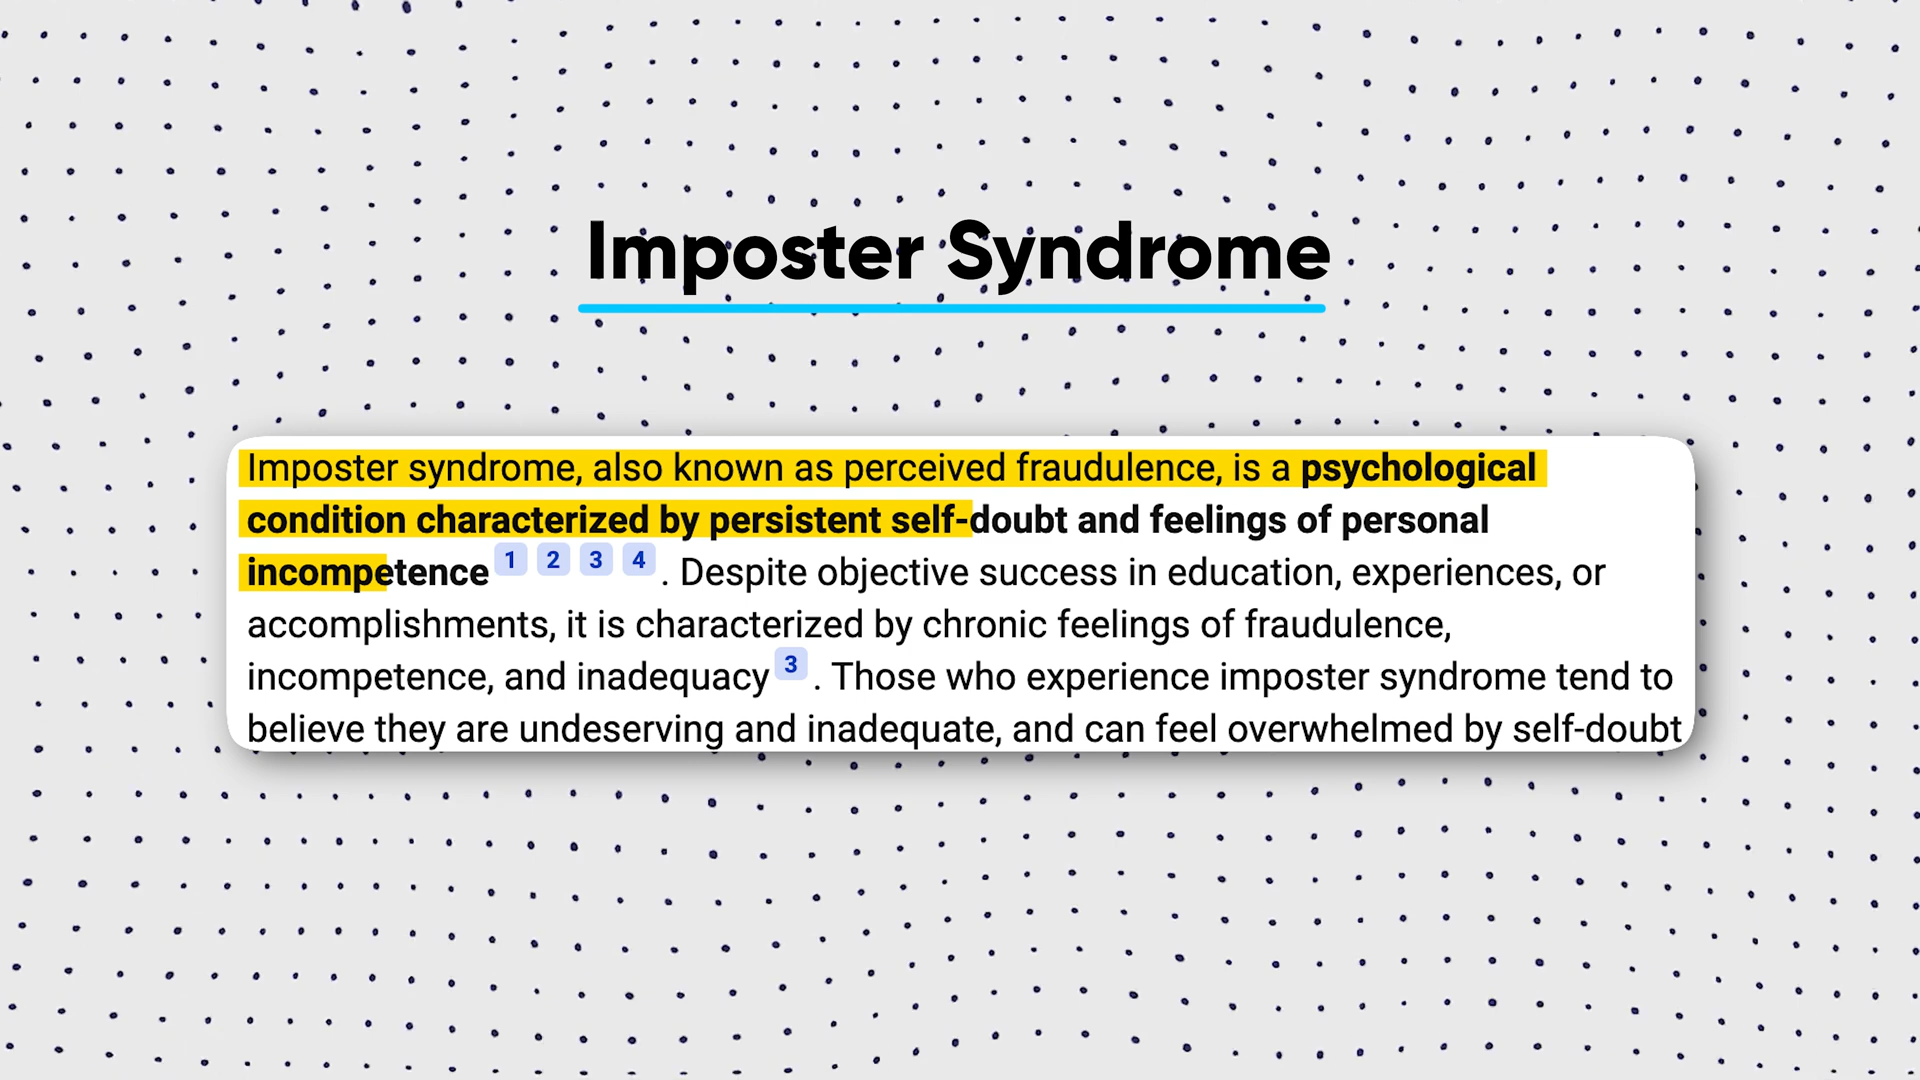 Imposter Syndrome
Imposter syndrome, also known as perceived fraudulence, is a psychological
condition characterized by persistent self-doubt and feelings of personal
incompetence 1 2 3 4 . Despite objective success in education, experiences, or
accomplishments, it is characterized by chronic feelings of fraudulence,
incompetence, and inadequacy 3 . Those who experience imposter syndrome tend to
believe they are undeserving and inadequate, and can feel overwhelmed by self-doubt